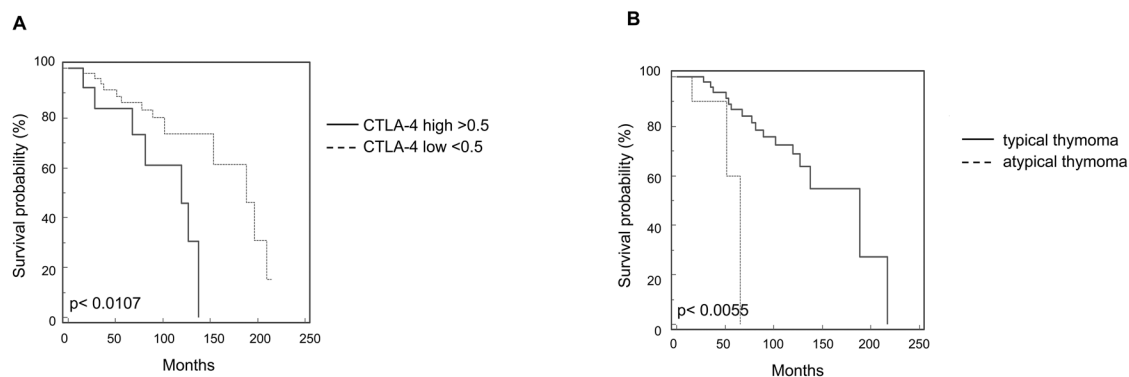 A
Survival probability (%)
100
80
60
40
20
0
p< 0.0107
0 50 100 150 200 250
Months
CTLA-4 high >0.5
CTLA-4 low <0.5
B
Survival probability (%)
100
80
60
40
20
0
p< 0.0055
0 50 100 150 200 250
Months
typical thymoma
atypical thymoma